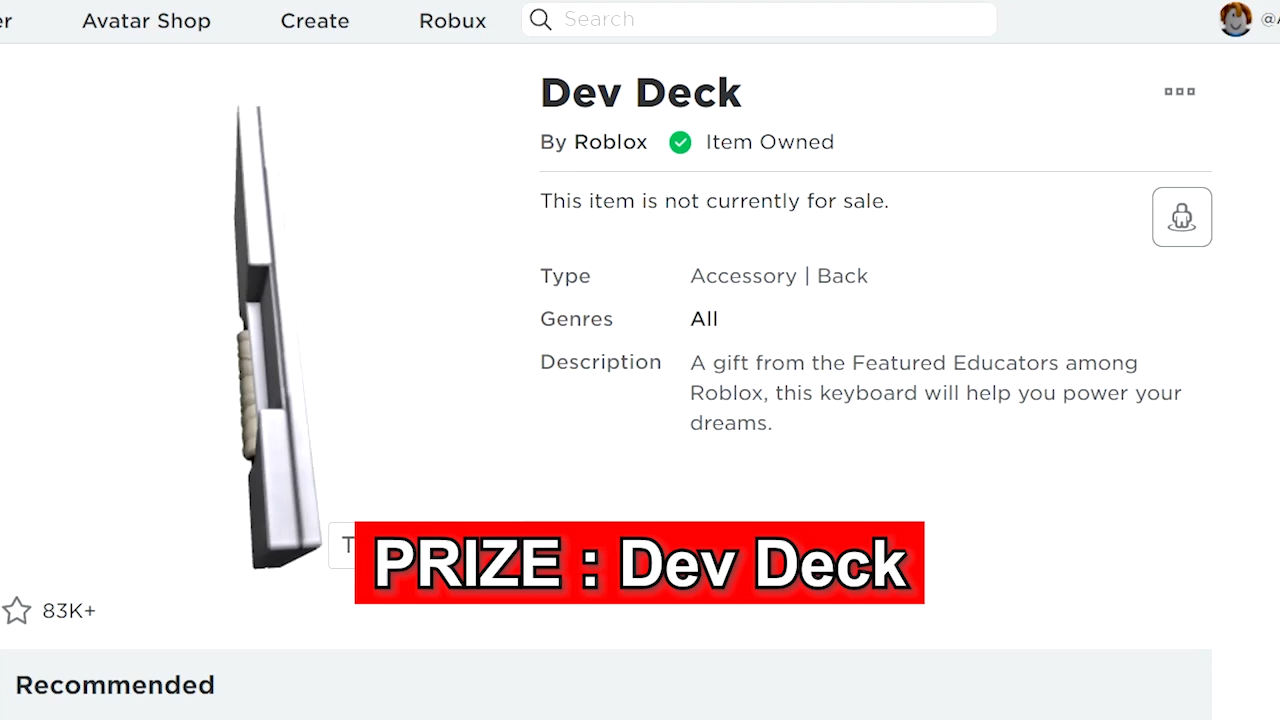 er
Avatar Shop
Create
Robux
Search
@A
Dev Deck
By Roblox
Item Owned
This item is not currently for sale.
Type
Accessory | Back
Genres
All
Description
A gift from the Featured Educators among
Roblox, this keyboard will help you power your
dreams.
T
PRIZE : Dev Deck
83K+
Recommended